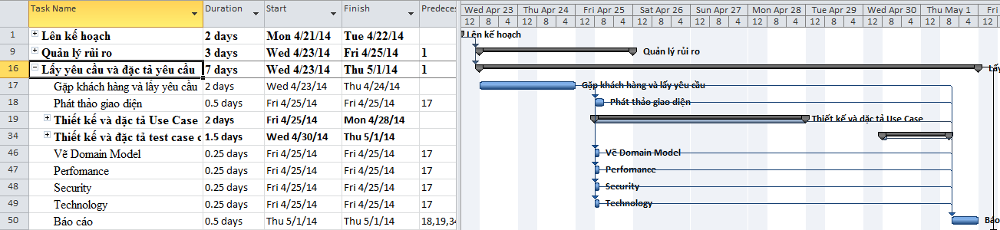 Task Name Duration Start Finish Predeces Wed Apr 23 Thu Apr 24 Fri Apr 25 Sat Apr 26 Sun Apr 27 Mon Apr 28 Tue Apr 29 Wed Apr 30 Thu May 1 Fri
12 8 4 12 8 4 12 8 4 12 8 4 12 8 4 12 8 4 12 8 4 12 8 4 12 8 4 12
1 Lên kế hoạch 2 days Mon 4/21/14 Tue 4/22/14 Lên kế hoạch
9 Quản lý rủi ro 3 days Wed 4/23/14 Fri 4/25/14 1 Quản lý rủi ro
16 Lấy yêu cầu và đặc tả yêu cầu 7 days Wed 4/23/14 Thu 5/1/14 1 Lấy
17 Gặp khách hàng và lấy yêu cầu 2 days Wed 4/23/14 Thu 4/24/14 Gặp khách hàng và lấy yêu cầu
18 Phát thảo giao diện 0.5 days Fri 4/25/14 Fri 4/25/14 17 Phát thảo giao diện
19 Thiết kế và dặc tả Use Case 2 days Fri 4/25/14 Mon 4/28/14 Thiết kế và dặc tả Use Case
34 Thiết kế và đặc tả test case c 1.5 days Wed 4/30/14 Thu 5/1/14
46 Vẽ Domain Model 0.25 days Fri 4/25/14 Fri 4/25/14 17 Vẽ Domain Model
47 Perfomance 0.25 days Fri 4/25/14 Fri 4/25/14 17 Perfomance
48 Security 0.25 days Fri 4/25/14 Fri 4/25/14 17 Security
49 Technology 0.25 days Fri 4/25/14 Fri 4/25/14 17 Technology
50 Báo cáo 0.5 days Thu 5/1/14 Thu 5/1/14 18,19,34 Báo